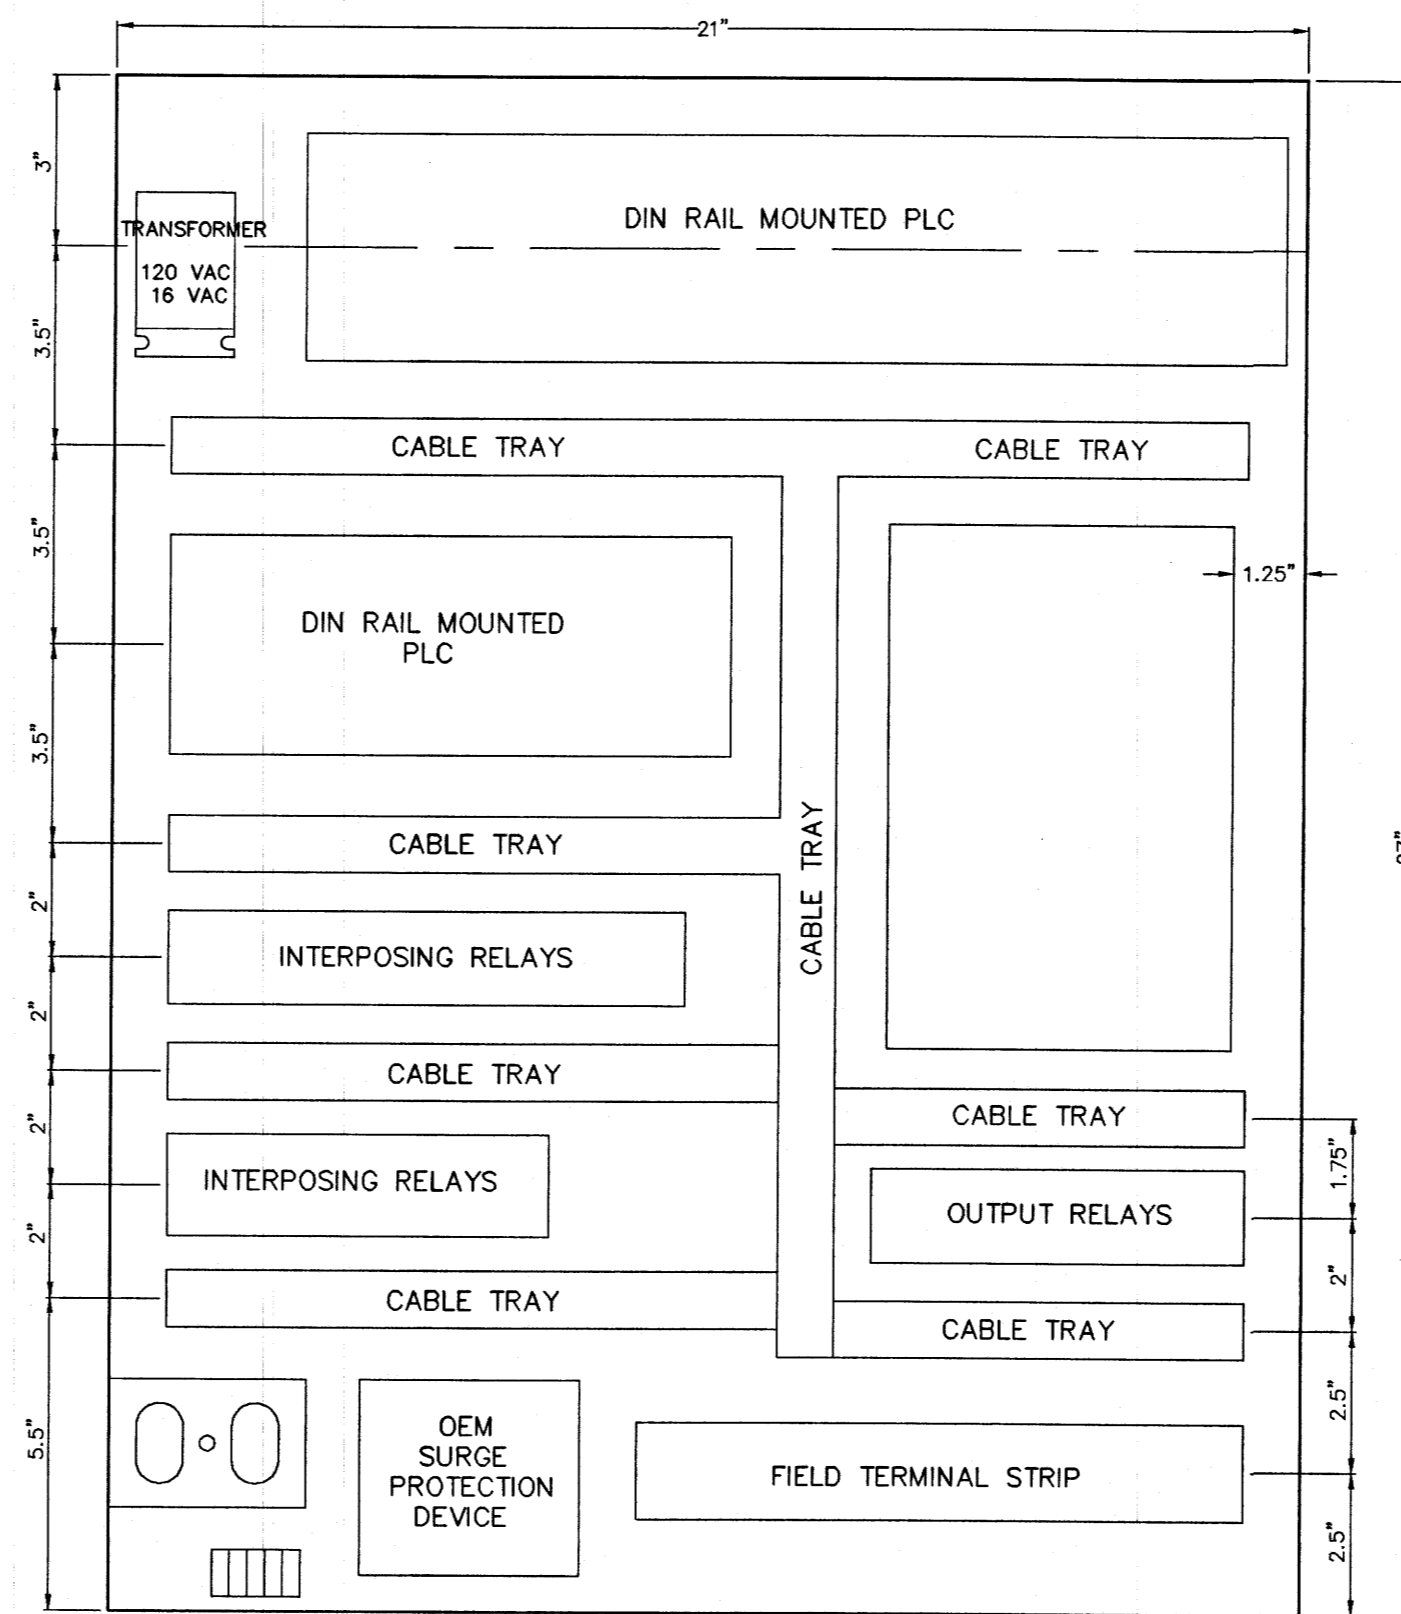 21"
3"
TRANSFORMER
120 VAC
16 VAC
DIN RAIL MOUNTED PLC
3.5"
CABLE TRAY
CABLE TRAY
3.5"
DIN RAIL MOUNTED
PLC
1.25"
3.5"
CABLE TRAY
CABLE TRAY
2"
INTERPOSING RELAYS
2"
CABLE TRAY
CABLE TRAY
2"
1.75"
INTERPOSING RELAYS
OUTPUT RELAYS
2"
2"
CABLE TRAY
CABLE TRAY
5.5"
2.5"
OEM
SURGE
PROTECTION
DEVICE
FIELD TERMINAL STRIP
2.5"